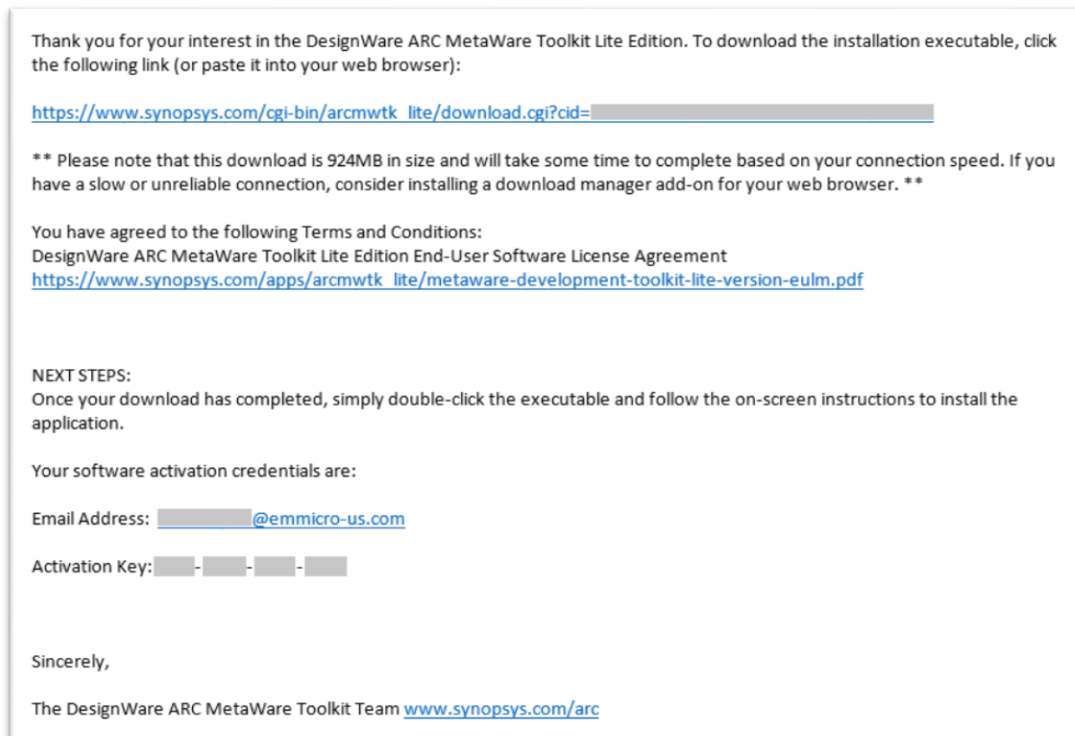 Thank you for your interest in the DesignWare ARC MetaWare Toolkit Lite Edition. To download the installation executable, click
the following link (or paste it into your web browser):
https://www.synopsys.com/cgi-bin/arcmwtk_lite/download.cgi?cid=
** Please note that this download is 924MB in size and will take some time to complete based on your connection speed. If you
have a slow or unreliable connection, consider installing a download manager add-on for your web browser. **
You have agreed to the following Terms and Conditions:
DesignWare ARC MetaWare Toolkit Lite Edition End-User Software License Agreement
https://www.synopsys.com/apps/arcmwtk_lite/metaware-development-toolkit-lite-version-eulm.pdf
NEXT STEPS:
Once your download has completed, simply double-click the executable and follow the on-screen instructions to install the
application.
Your software activation credentials are:
Email Address: @emmicro-us.com
Activation Key: - - -
Sincerely,
The DesignWare ARC MetaWare Toolkit Team www.synopsys.com/arc